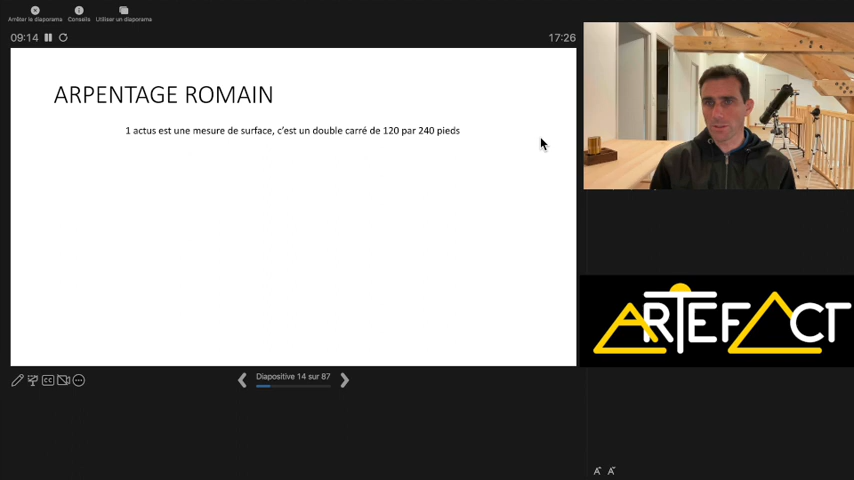 Arrêter le diaporama Conseils Utiliser un diaporama
09:14 17:26
ARPENTAGE ROMAIN
1 actus est une mesure de surface, c'est un double carré de 120 par 240 pieds
ARTEFACT
CC Diapositive 14 sur 87
A A